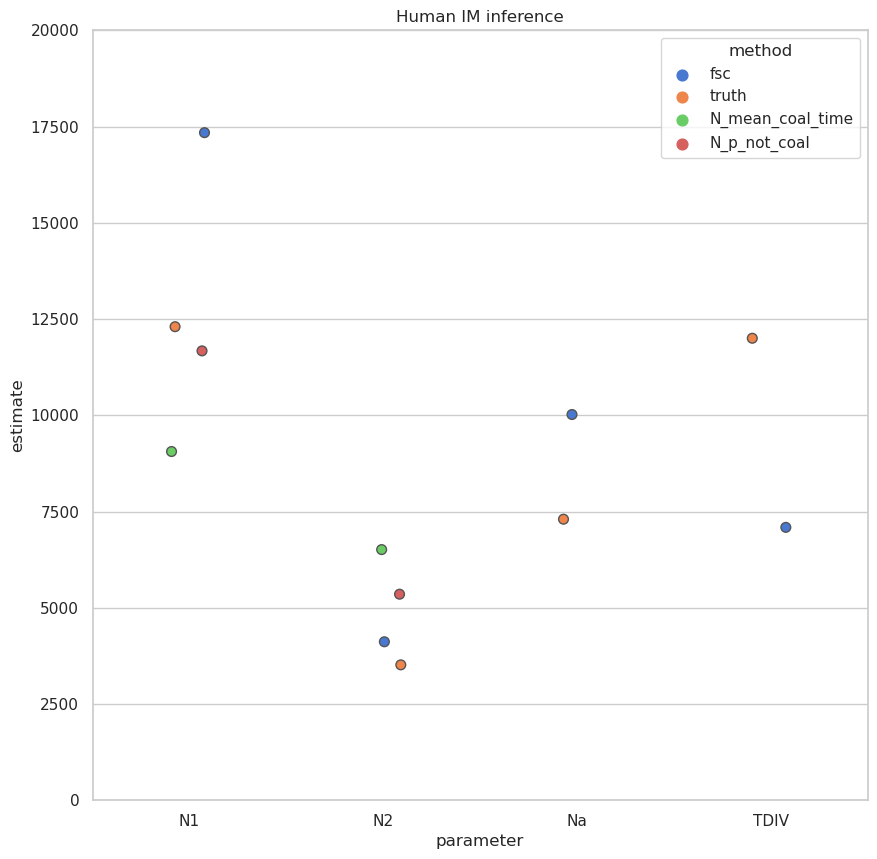 Human IM inference
20000
17500
15000
12500
10000
7500
5000
2500
0
estimate
method
fsc
truth
N_mean_coal_time
N_p_not_coal
N1
N2
Na
TDIV
parameter